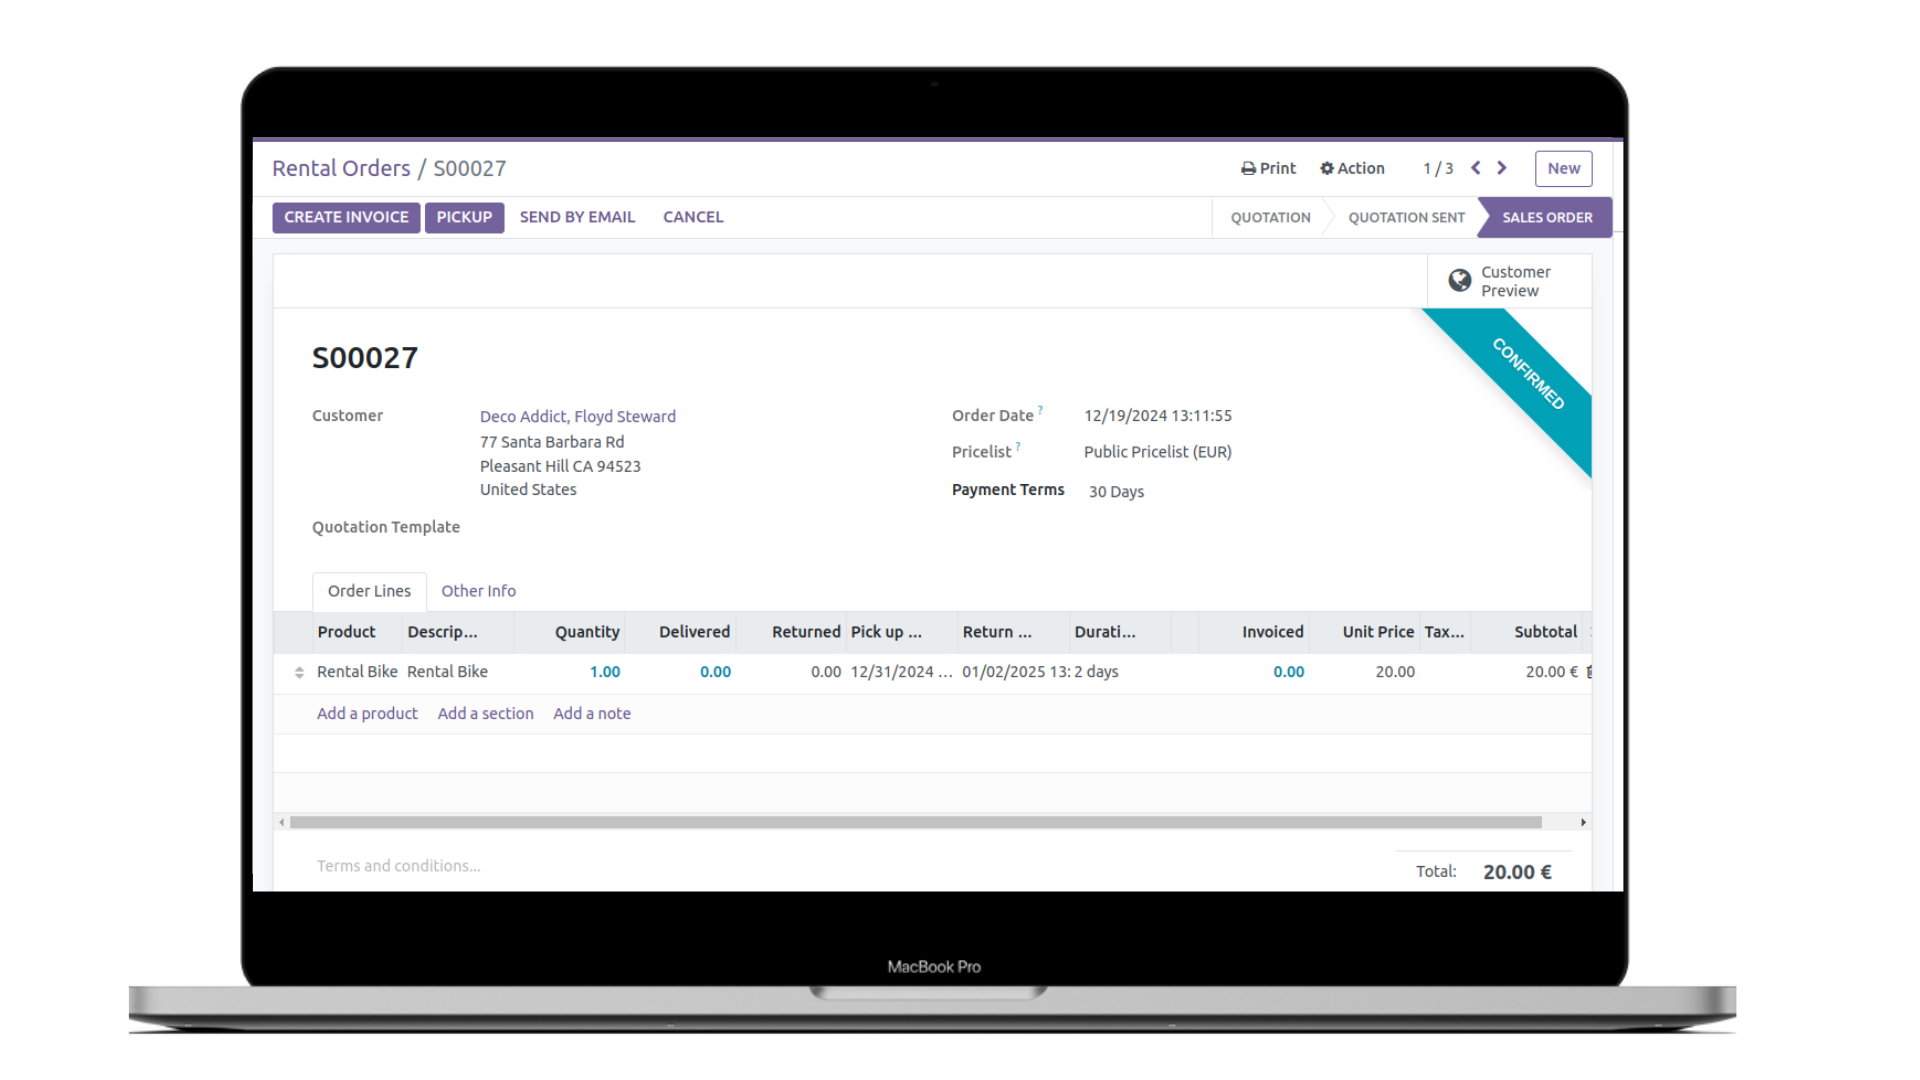 Rental Orders / S00027
Print Action 1 / 3 New
CREATE INVOICE PICKUP SEND BY EMAIL CANCEL QUOTATION QUOTATION SENT SALES ORDER
Customer
Preview
CONFIRMED
S00027
Customer Deco Addict, Floyd Steward Order Date ? 12/19/2024 13:11:55
77 Santa Barbara Rd Pricelist ? Public Pricelist (EUR)
Pleasant Hill CA 94523
United States Payment Terms 30 Days
Quotation Template
Order Lines Other Info
Product Descrip... Quantity Delivered Returned Pick up ... Return ... Durati... Invoiced Unit Price Tax... Subtotal
Rental Bike Rental Bike 1.00 0.00 0.00 12/31/2024 ... 01/02/2025 13: 2 days 0.00 20.00 20.00 €
Add a product Add a section Add a note
Terms and conditions...
Total: 20.00 €
MacBook Pro